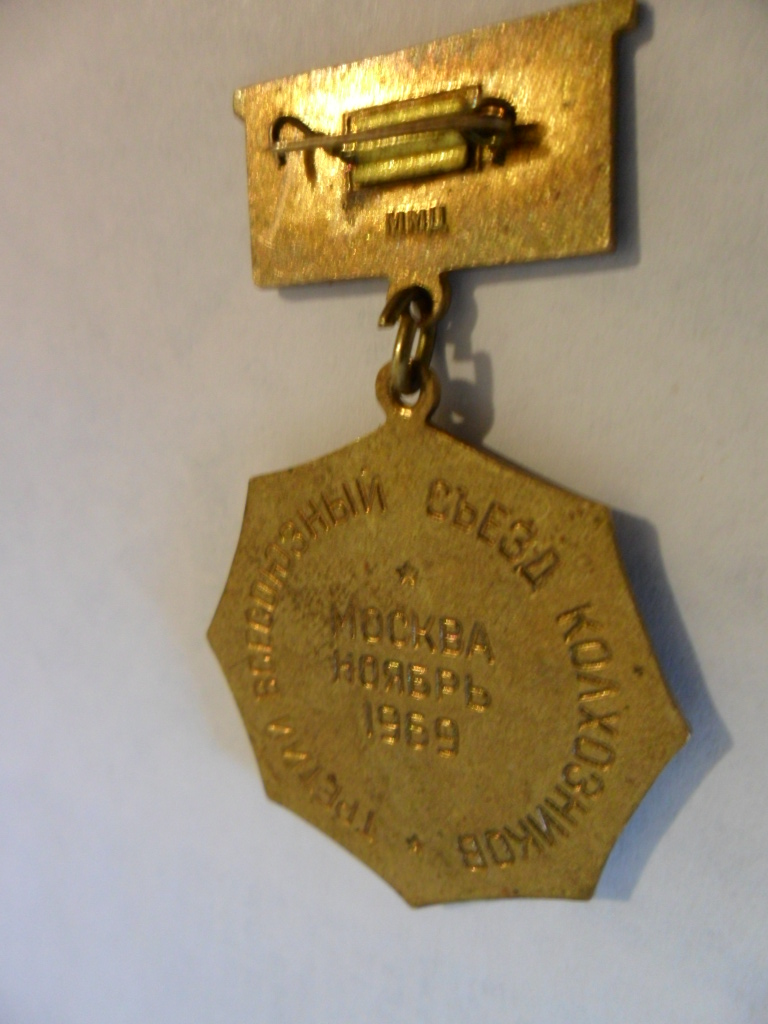 ММД
ТРЕТИЙ ВСЕСОЮЗНЫЙ СЪЕЗД КОЛХОЗНИКОВ
МОСКВА
НОЯБРЬ
1969